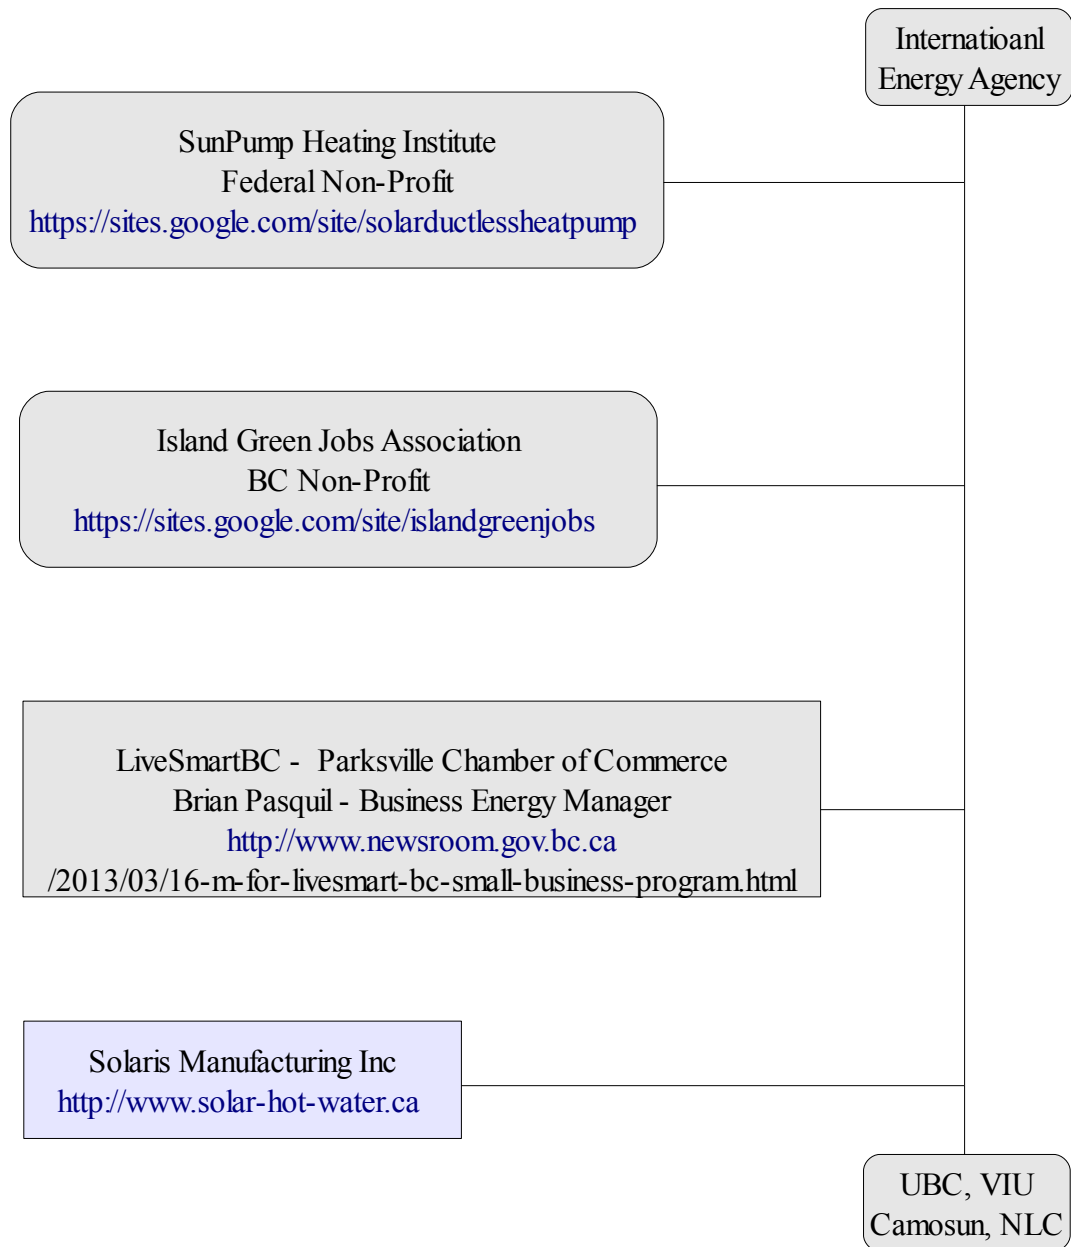 Internatioanl
Energy Agency
SunPump Heating Institute
Federal Non-Profit
https://sites.google.com/site/solarductlessheatpump
Island Green Jobs Association
BC Non-Profit
https://sites.google.com/site/islandgreenjobs
LiveSmartBC - Parksville Chamber of Commerce
Brian Pasquil - Business Energy Manager
http://www.newsroom.gov.bc.ca
/2013/03/16-m-for-livesmart-bc-small-business-program.html
Solaris Manufacturing Inc
http://www.solar-hot-water.ca
UBC, VIU
Camosun, NLC